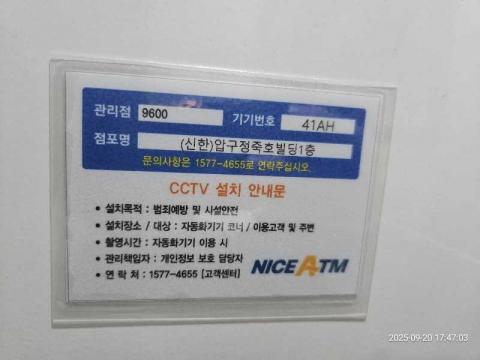 관리점 9600 기기번호 41AH
점포명 (신한)압구정죽호빌딩1층
문의사항은 1577-4655로 연락주십시오.
CCTV 설치 안내문
• 설치목적 : 범죄예방 및 시설안전
• 설치장소 / 대상 : 자동화기기 코너 / 이용고객 및 주변
• 촬영시간 : 자동화기기 이용 시
• 관리책임자 : 개인정보 보호 담당자
• 연 락 처 : 1577-4655 [고객센터]
NICE ATM
2025-09-20 17:47:03